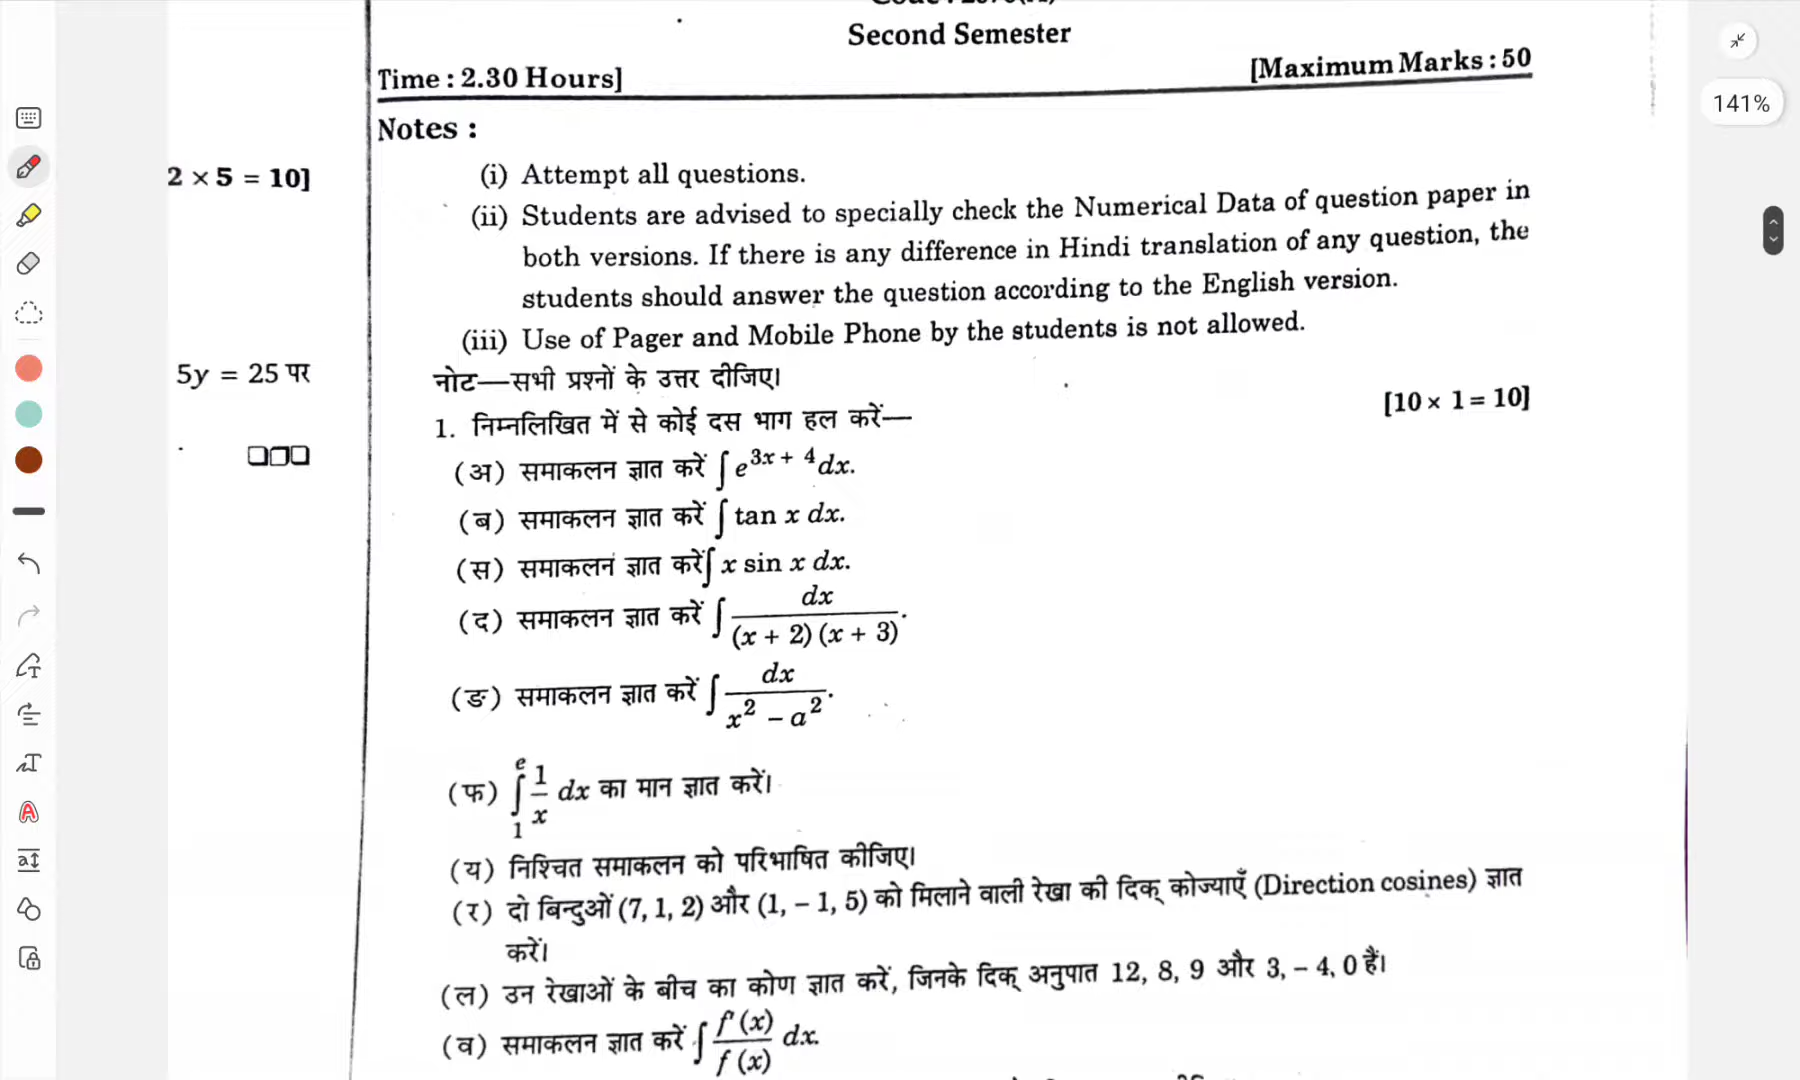 Second Semester
Time : 2.30 Hours]
[Maximum Marks : 50
141%
Notes :
2 × 5 = 10]
(i) Attempt all questions.
(ii) Students are advised to specially check the Numerical Data of question paper in
both versions. If there is any difference in Hindi translation of any question, the
students should answer the question according to the English version.
(iii) Use of Pager and Mobile Phone by the students is not allowed.
5y = 25 पर
नोट—सभी प्रश्नों के उत्तर दीजिए।
1. निम्नलिखित में से कोई दस भाग हल करें—
[10 × 1 = 10]
(अ) समाकलन ज्ञात करें ∫ e^{3x + 4} dx.
(ब) समाकलन ज्ञात करें ∫ tan x dx.
(स) समाकलन ज्ञात करें ∫ x sin x dx.
(द) समाकलन ज्ञात करें ∫ dx / (x + 2) (x + 3).
(ङ) समाकलन ज्ञात करें ∫ dx / x² – a².
(फ) ∫₁ᵉ 1/x dx का मान ज्ञात करें।
(य) निश्चित समाकलन को परिभाषित कीजिए।
(र) दो बिन्दुओं (7, 1, 2) और (1, – 1, 5) को मिलाने वाली रेखा की दिक् कोज्याएँ (Direction cosines) ज्ञात
करें।
(ल) उन रेखाओं के बीच का कोण ज्ञात करें, जिनके दिक् अनुपात 12, 8, 9 और 3, – 4, 0 हैं।
(व) समाकलन ज्ञात करें ∫ f'(x) / f (x) dx.